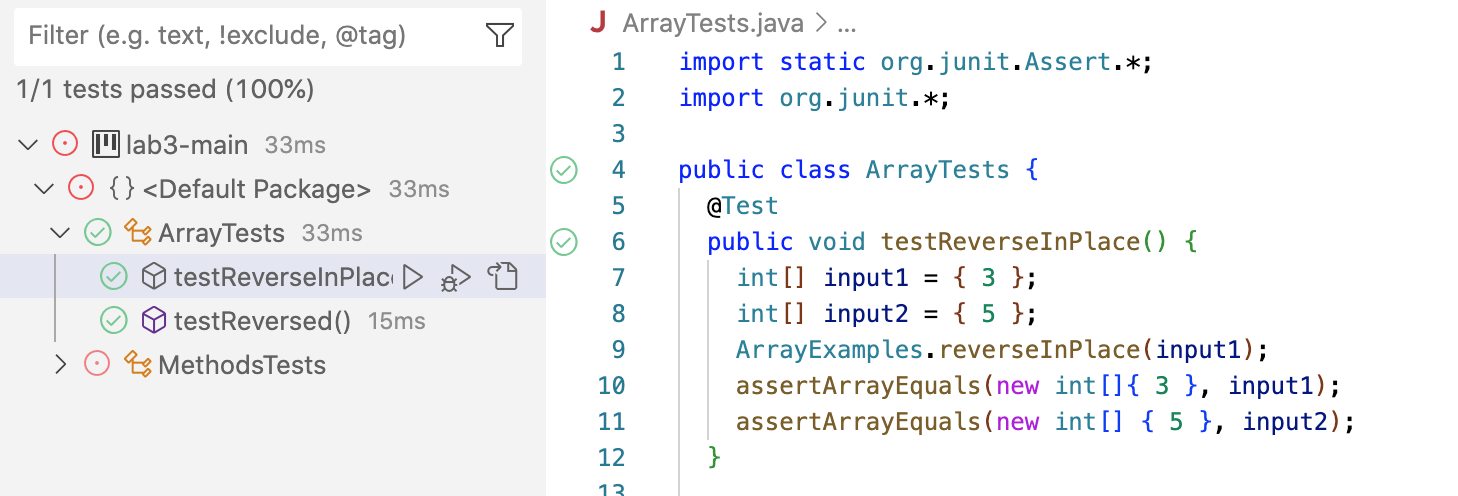 Filter (e.g. text, !exclude, @tag)
1/1 tests passed (100%)
lab3-main 33ms
{} <Default Package> 33ms
ArrayTests 33ms
testReverseInPlac
testReversed() 15ms
MethodsTests
J ArrayTests.java > ...
1 import static org.junit.Assert.*;
2 import org.junit.*;
3
4 public class ArrayTests {
5 @Test
6 public void testReverseInPlace() {
7 int[] input1 = { 3 };
8 int[] input2 = { 5 };
9 ArrayExamples.reverseInPlace(input1);
10 assertArrayEquals(new int[]{ 3 }, input1);
11 assertArrayEquals(new int[] { 5 }, input2);
12 }
13